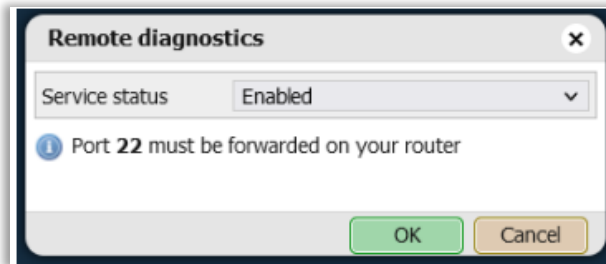 Remote diagnostics
Service status Enabled
Port 22 must be forwarded on your router
OK Cancel